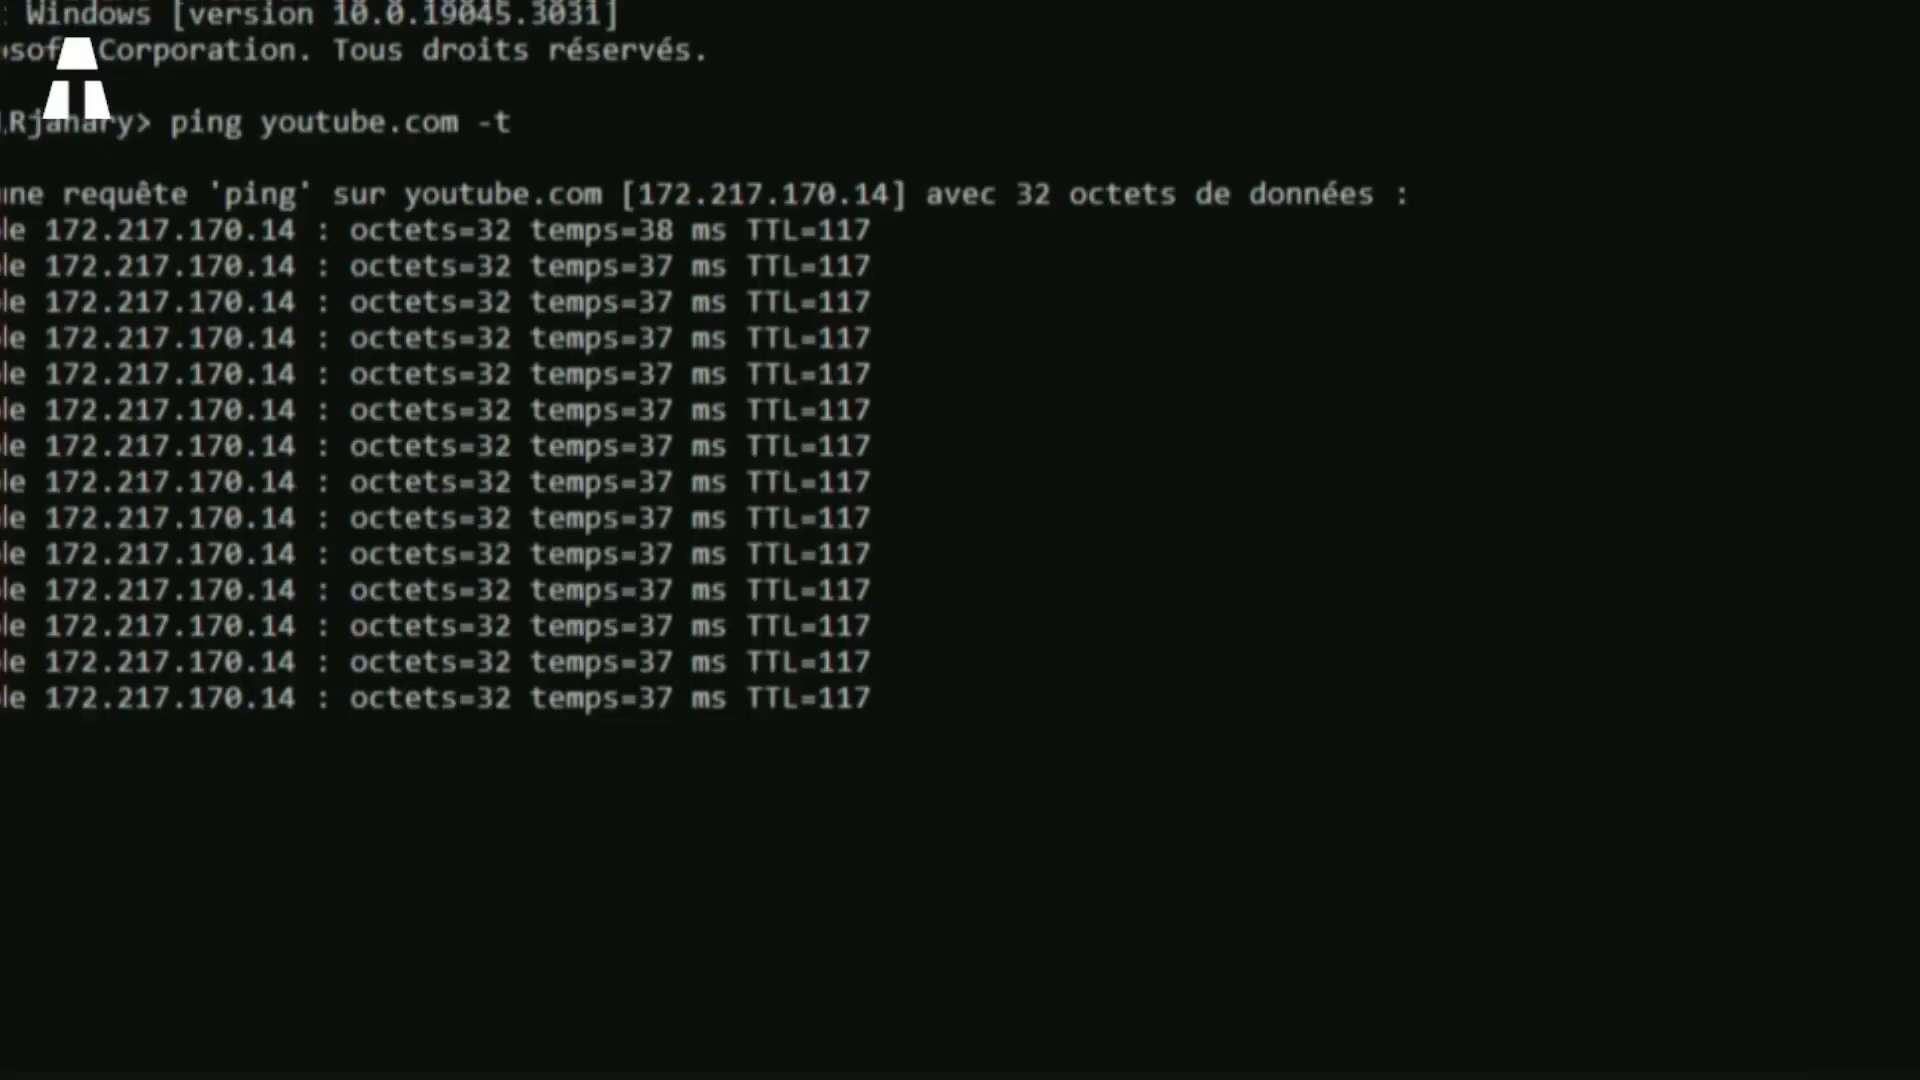 Windows [version 10.0.19045.3031]
Corporation. Tous droits réservés.
Rjanary> ping youtube.com -t
requête 'ping' sur youtube.com [172.217.170.14] avec 32 octets de données :
172.217.170.14 : octets=32 temps=38 ms TTL=117
172.217.170.14 : octets=32 temps=37 ms TTL=117
172.217.170.14 : octets=32 temps=37 ms TTL=117
172.217.170.14 : octets=32 temps=37 ms TTL=117
172.217.170.14 : octets=32 temps=37 ms TTL=117
172.217.170.14 : octets=32 temps=37 ms TTL=117
172.217.170.14 : octets=32 temps=37 ms TTL=117
172.217.170.14 : octets=32 temps=37 ms TTL=117
172.217.170.14 : octets=32 temps=37 ms TTL=117
172.217.170.14 : octets=32 temps=37 ms TTL=117
172.217.170.14 : octets=32 temps=37 ms TTL=117
172.217.170.14 : octets=32 temps=37 ms TTL=117
172.217.170.14 : octets=32 temps=37 ms TTL=117
172.217.170.14 : octets=32 temps=37 ms TTL=117